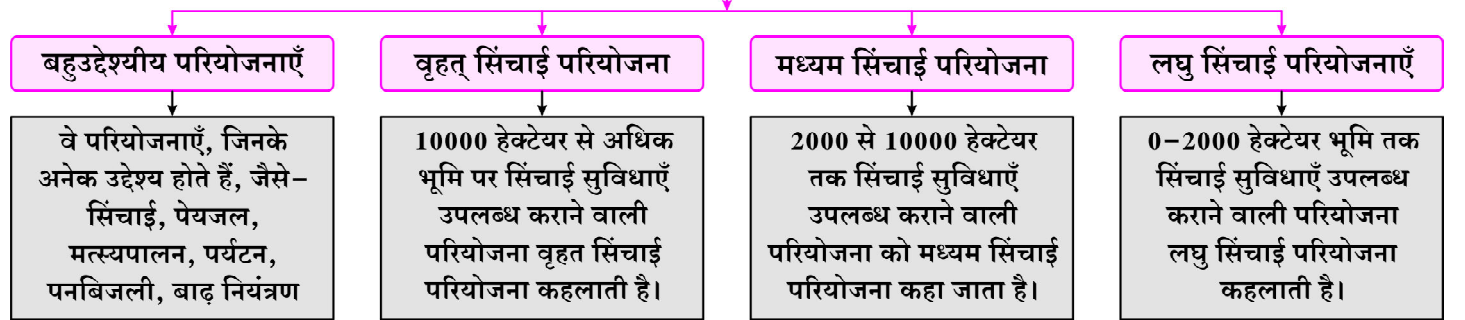 बहुउद्देश्यीय परियोजनाएँ
वे परियोजनाएँ, जिनके
अनेक उद्देश्य होते हैं, जैसे–
सिंचाई, पेयजल,
मत्स्यपालन, पर्यटन,
पनबिजली, बाढ़ नियंत्रण
वृहत् सिंचाई परियोजना
10000 हेक्टेयर से अधिक
भूमि पर सिंचाई सुविधाएँ
उपलब्ध कराने वाली
परियोजना वृहत सिंचाई
परियोजना कहलाती है।
मध्यम सिंचाई परियोजना
2000 से 10000 हेक्टेयर
तक सिंचाई सुविधाएँ
उपलब्ध कराने वाली
परियोजना को मध्यम सिंचाई
परियोजना कहा जाता है।
लघु सिंचाई परियोजनाएँ
0–2000 हेक्टेयर भूमि तक
सिंचाई सुविधाएँ उपलब्ध
कराने वाली परियोजना
लघु सिंचाई परियोजना
कहलाती है।